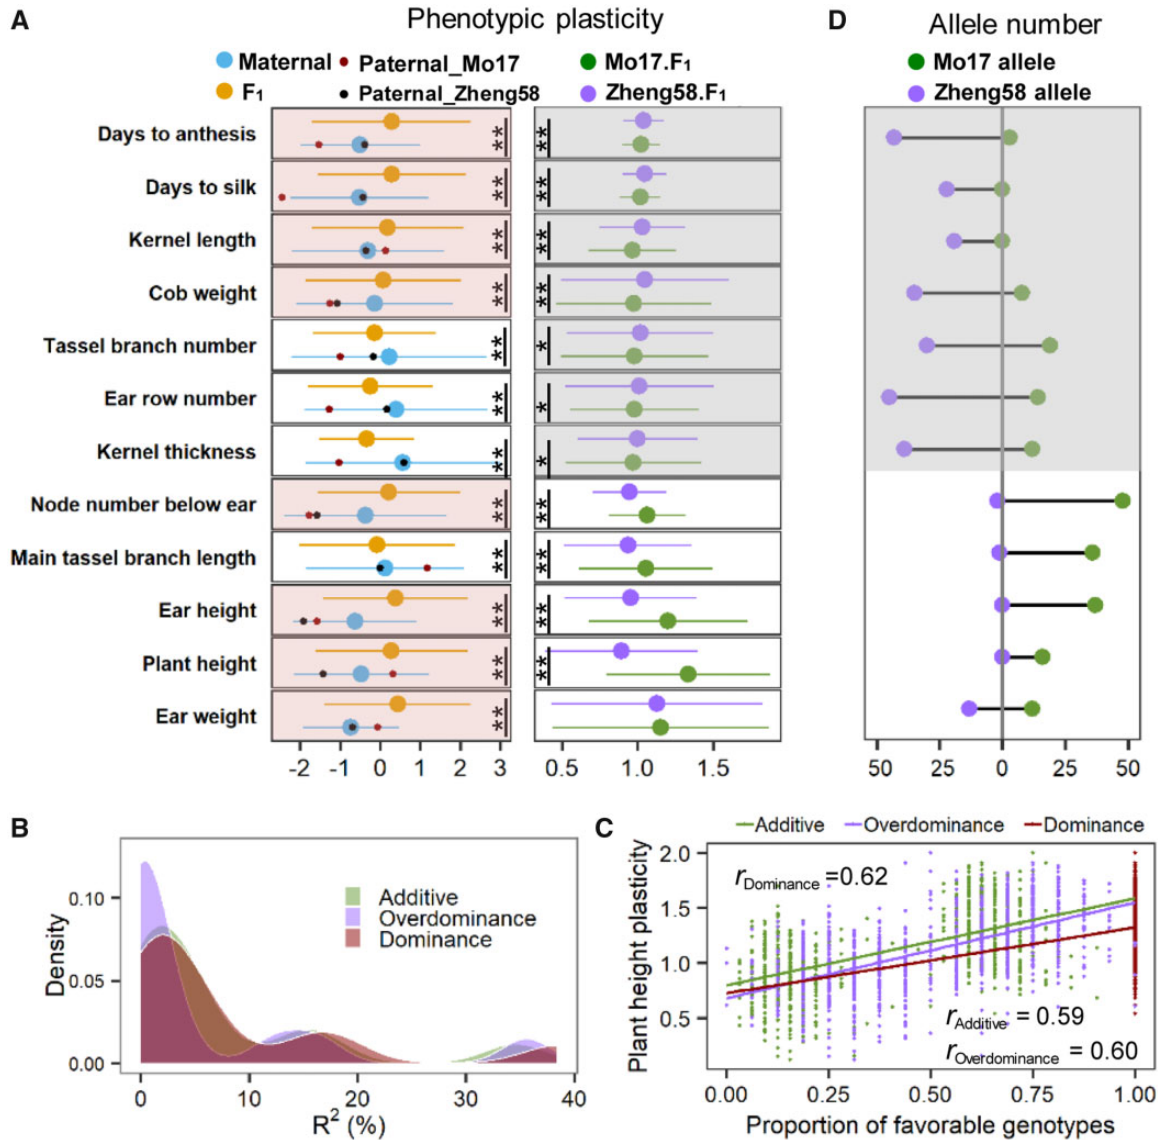 A
Phenotypic plasticity
D
Allele number
Maternal
Paternal_Mo17
Mo17.F₁
Mo17 allele
F₁
Paternal_Zheng58
Zheng58.F₁
Zheng58 allele
Days to anthesis
**
**
Days to silk
**
**
Kernel length
**
**
Cob weight
**
**
Tassel branch number
**
*
Ear row number
**
*
Kernel thickness
**
*
Node number below ear
**
**
Main tassel branch length
**
**
Ear height
**
**
Plant height
**
**
Ear weight
**
-2 -1 0 1 2 3
0.5 1.0 1.5
50 25 0 25 50
B
Density
0.10
0.05
0.00
Additive
Overdominance
Dominance
0 10 20 30 40
R² (%)
C
Additive Overdominance Dominance
Plant height plasticity
2.0
1.5
1.0
0.5
r Dominance =0.62
r Additive = 0.59
r Overdominance = 0.60
0.00 0.25 0.50 0.75 1.00
Proportion of favorable genotypes